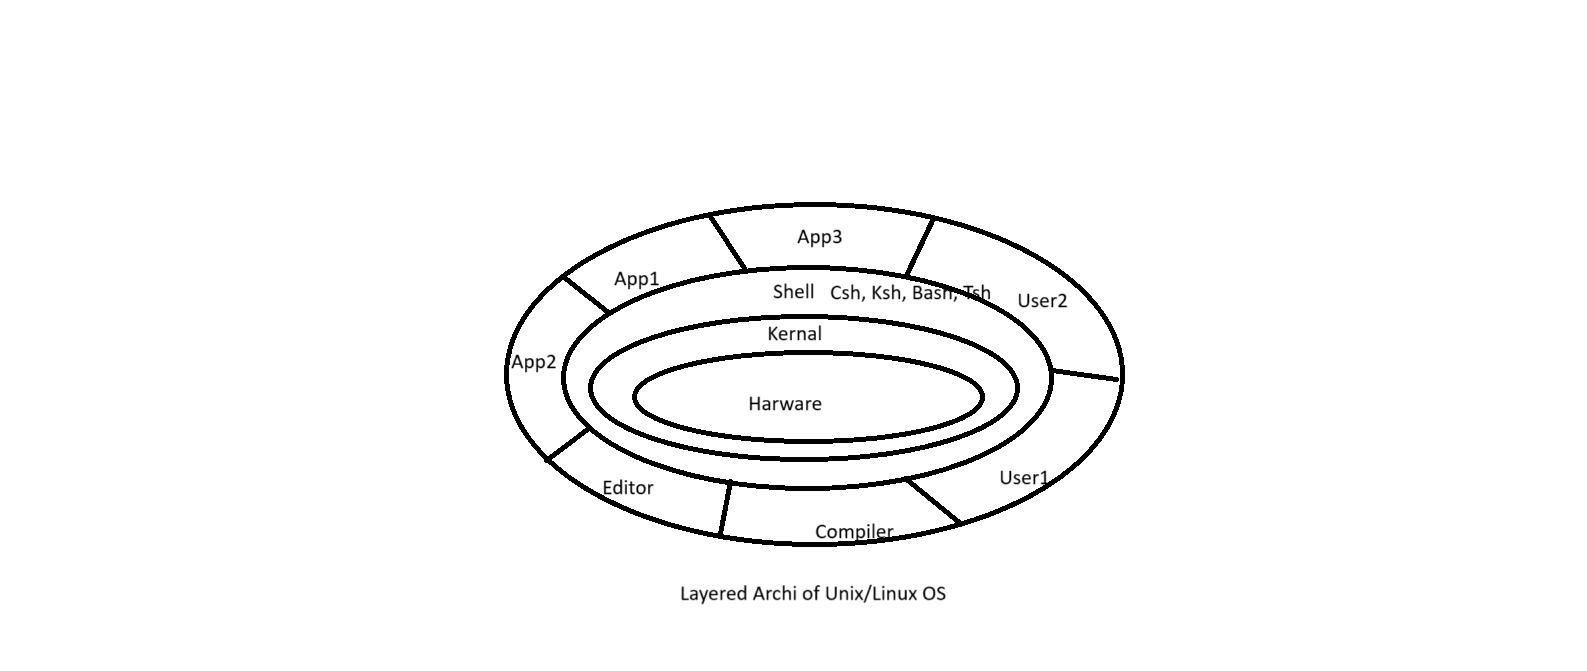 App3
App1
Shell Csh, Ksh, Bash, Tsh
User2
Kernal
App2
Harware
User1
Editor
Compiler
Layered Archi of Unix/Linux OS